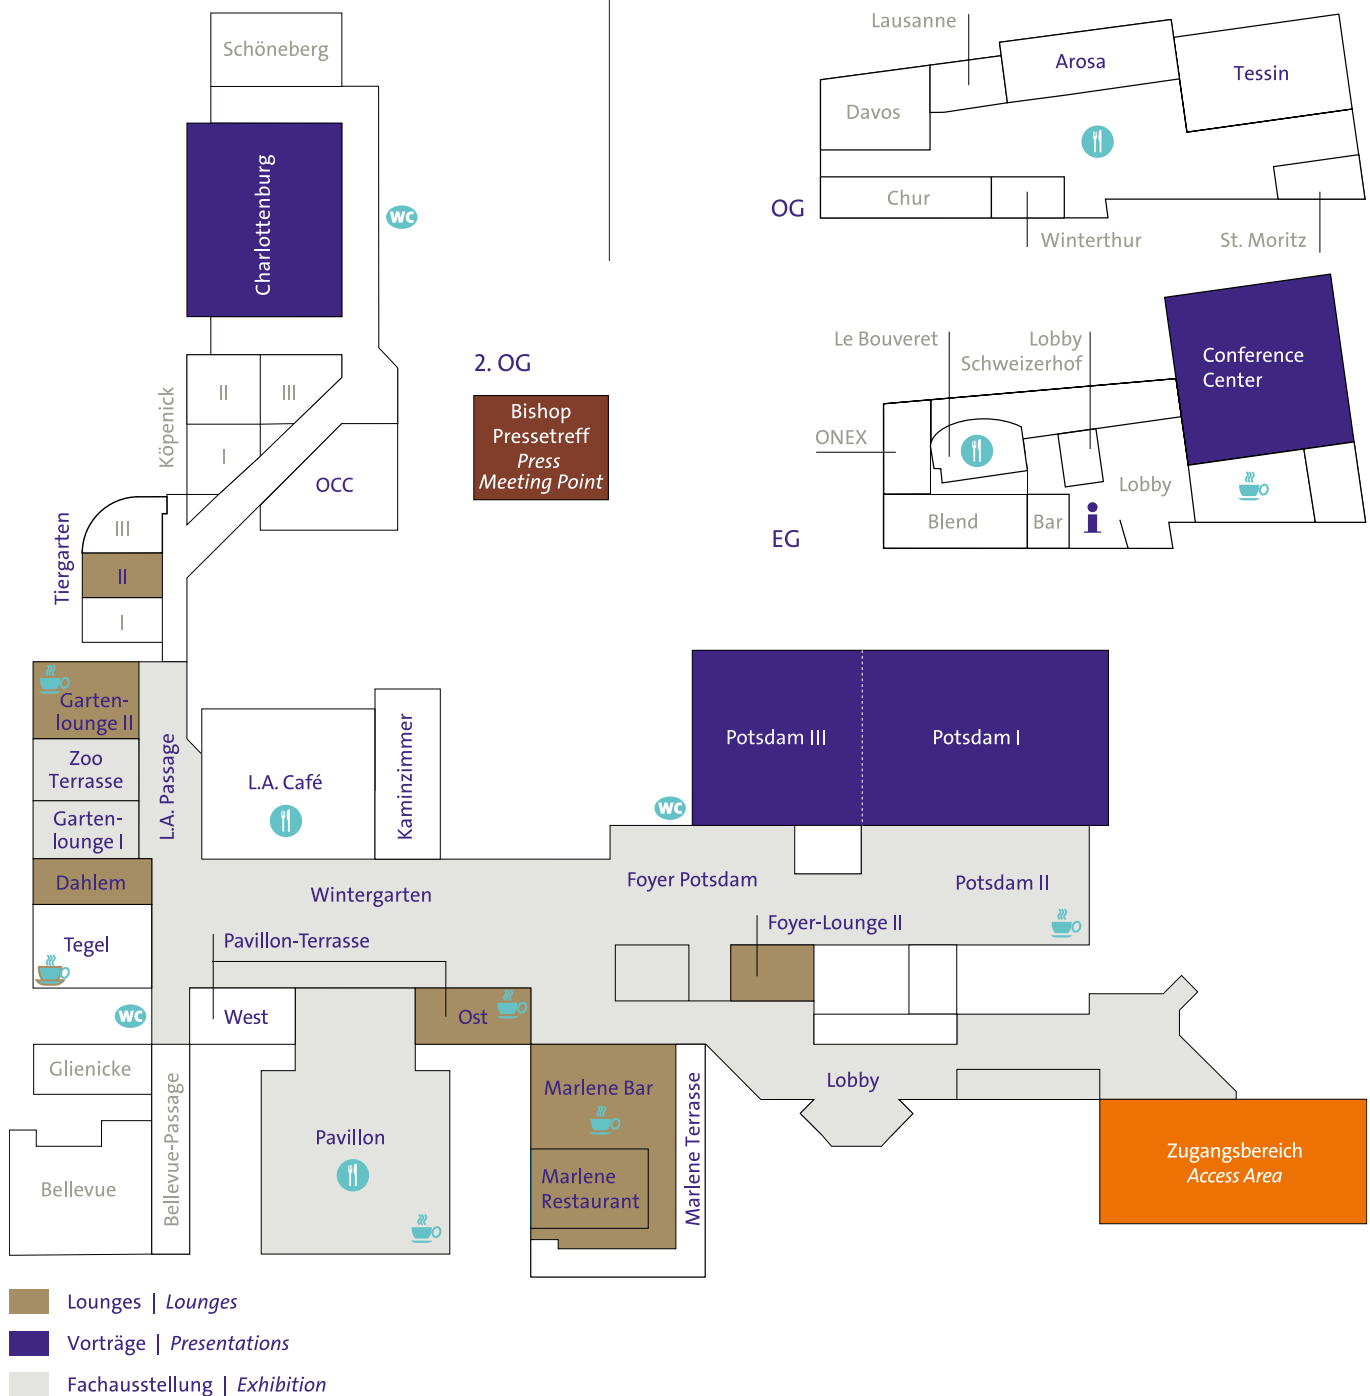 Schöneberg
Charlottenburg
WC
Köpenick
II
III
I
OCC
Tiergarten
III
II
I
2. OG
Bishop
Pressetreff
Press
Meeting Point
Lausanne
Arosa
Tessin
Davos
Chur
OG
Winterthur
St. Moritz
Le Bouveret
Lobby
Schweizerhof
Conference
Center
ONEX
Lobby
Blend
Bar
i
EG
Garten-
lounge II
Zoo
Terrasse
Garten-
lounge I
L.A. Passage
Dahlem
Tegel
WC
L.A. Café
Kaminzimmer
Potsdam III
Potsdam I
WC
Wintergarten
Foyer Potsdam
Potsdam II
Foyer-Lounge II
Pavillon-Terrasse
West
Ost
Glienicke
Bellevue-Passage
Bellevue
Pavillon
Marlene Bar
Marlene
Restaurant
Marlene Terrasse
Lobby
Zugangsbereich
Access Area
Lounges | Lounges
Vorträge | Presentations
Fachausstellung | Exhibition